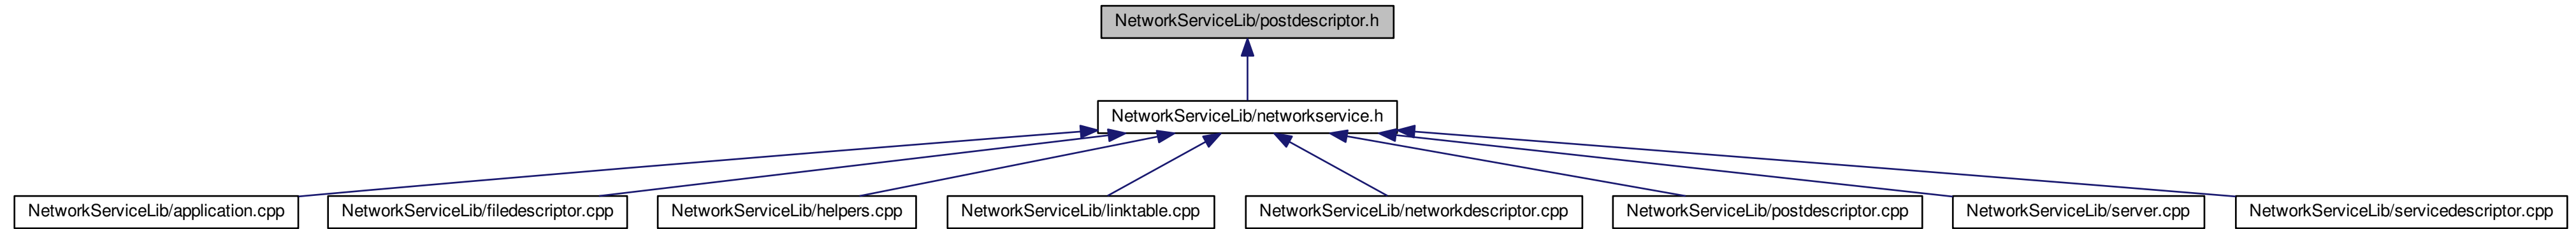 NetworkServiceLib/postdescriptor.h
NetworkServiceLib/networkservice.h
NetworkServiceLib/application.cpp
NetworkServiceLib/filedescriptor.cpp
NetworkServiceLib/helpers.cpp
NetworkServiceLib/linktable.cpp
NetworkServiceLib/networkdescriptor.cpp
NetworkServiceLib/postdescriptor.cpp
NetworkServiceLib/server.cpp
NetworkServiceLib/servicedescriptor.cpp